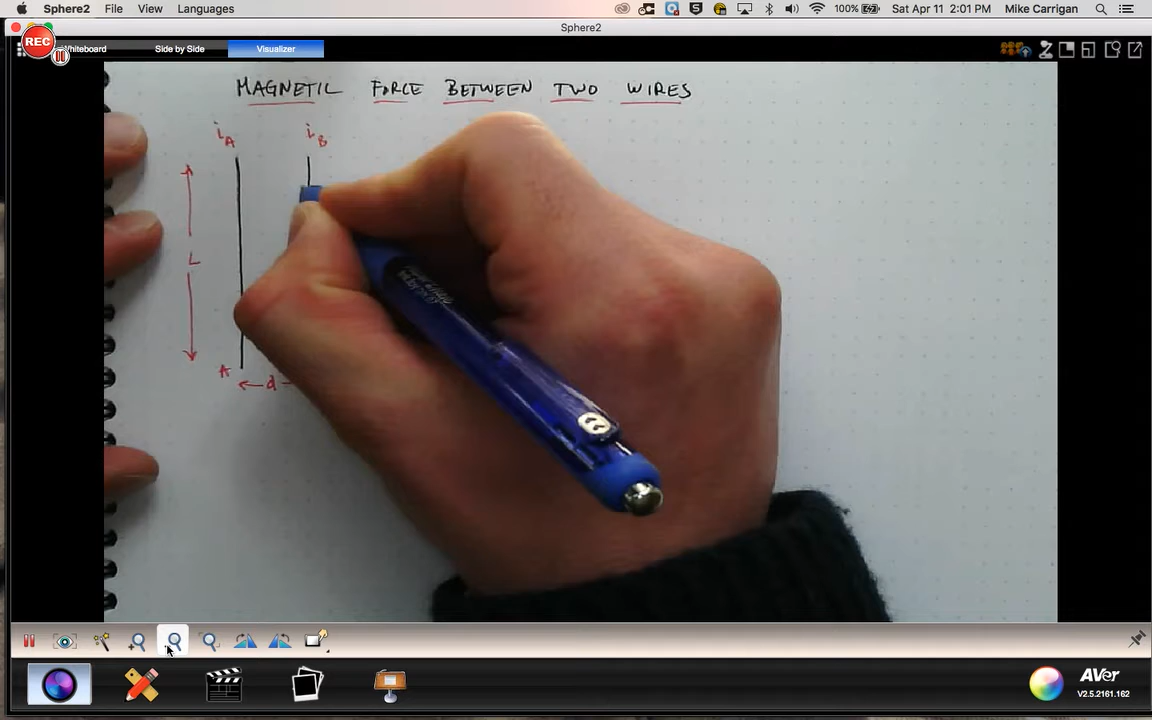 Sphere2 File View Languages 100% Sat Apr 11 2:01 PM Mike Carrigan
Sphere2
REC
Whiteboard Side by Side Visualizer
MAGNETIC FORCE BETWEEN TWO WIRES
iA iB
L
A
d
AVer
V2.5.2161.162